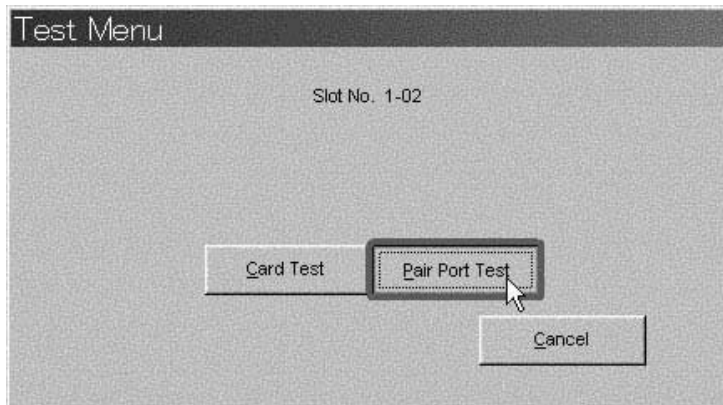 Test Menu
Slot No. 1-02
Card Test
Pair Port Test
Cancel